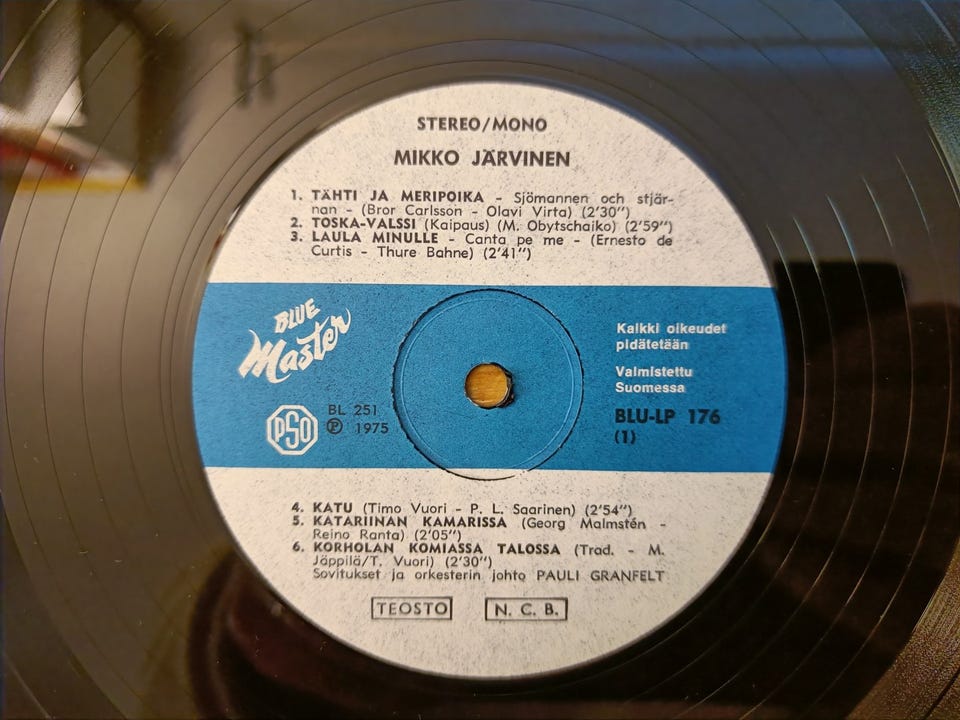 STEREO/MONO
MIKKO JÄRVINEN
1. TÄHTI JA MERIPOIKA - Sjömannen och stjär-
nan - (Bror Carlsson - Olavi Virta) (2'30")
2. TOSKA-VALSSI (Kaipaus) (M. Obytschaiko) (2'59")
3. LAULA MINULLE - Canta pe me - (Ernesto de
Curtis - Thure Bahne) (2'41")
BLUE
Master
Kaikki oikeudet
pidätetään
Valmistettu
Suomessa
PSO
BL 251
Ⓟ 1975
BLU-LP 176
(1)
4. KATU (Timo Vuori - P. L. Saarinen) (2'54")
5. KATARIINAN KAMARISSA (Georg Malmstén -
Reino Ranta) (2'05")
6. KORHOLAN KOMIASSA TALOSSA (Trad. - M.
Jäppilä/T. Vuori) (2'30")
Sovitukset ja orkesterin johto PAULI GRANFELT
TEOSTO N. C. B.